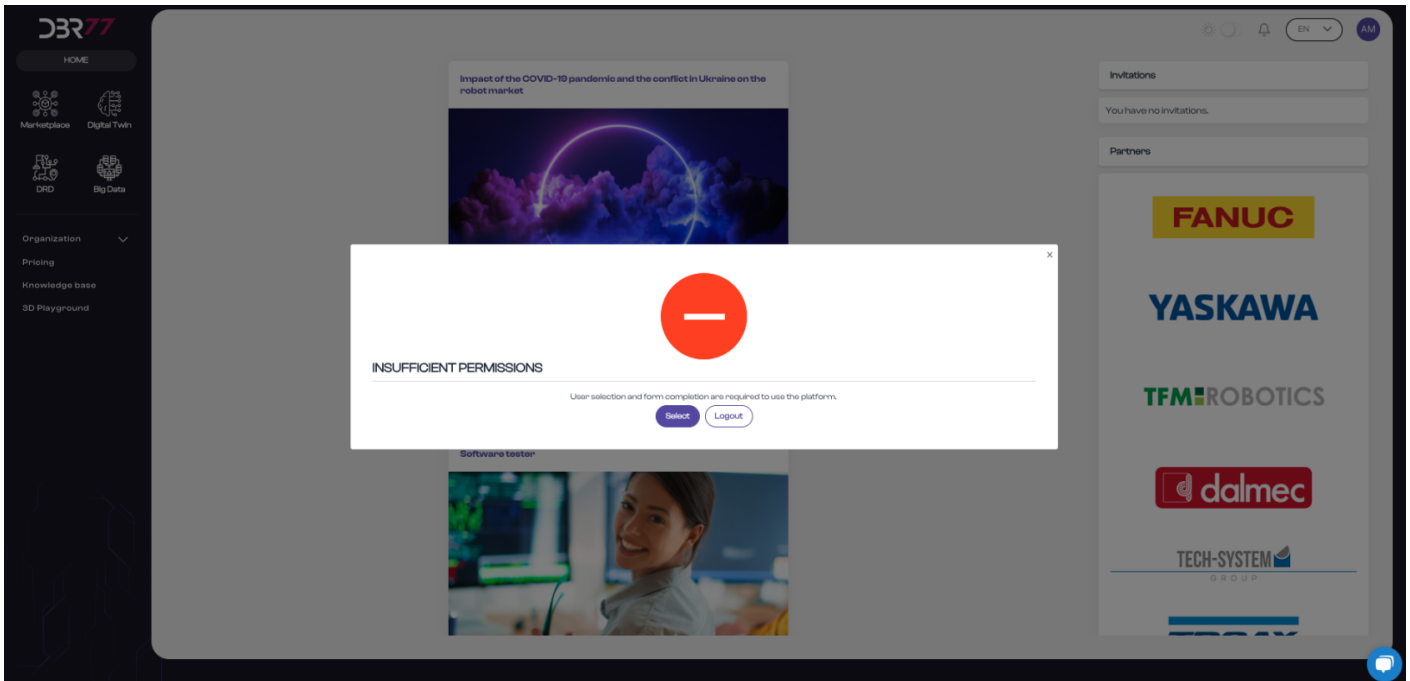 DBR77
HOME
Marketplace
Digital Twin
DRD
Big Data
Organization
Pricing
Knowledge base
3D Playground
EN
AM
Impact of the COVID-19 pandemic and the conflict in Ukraine on the
robot market
INSUFFICIENT PERMISSIONS
User selection and form completion are required to use the platform.
Select
Logout
Software tester
Invitations
You have no invitations.
Partners
FANUC
YASKAWA
TFM ROBOTICS
d dalmec
TECH-SYSTEM
GROUP